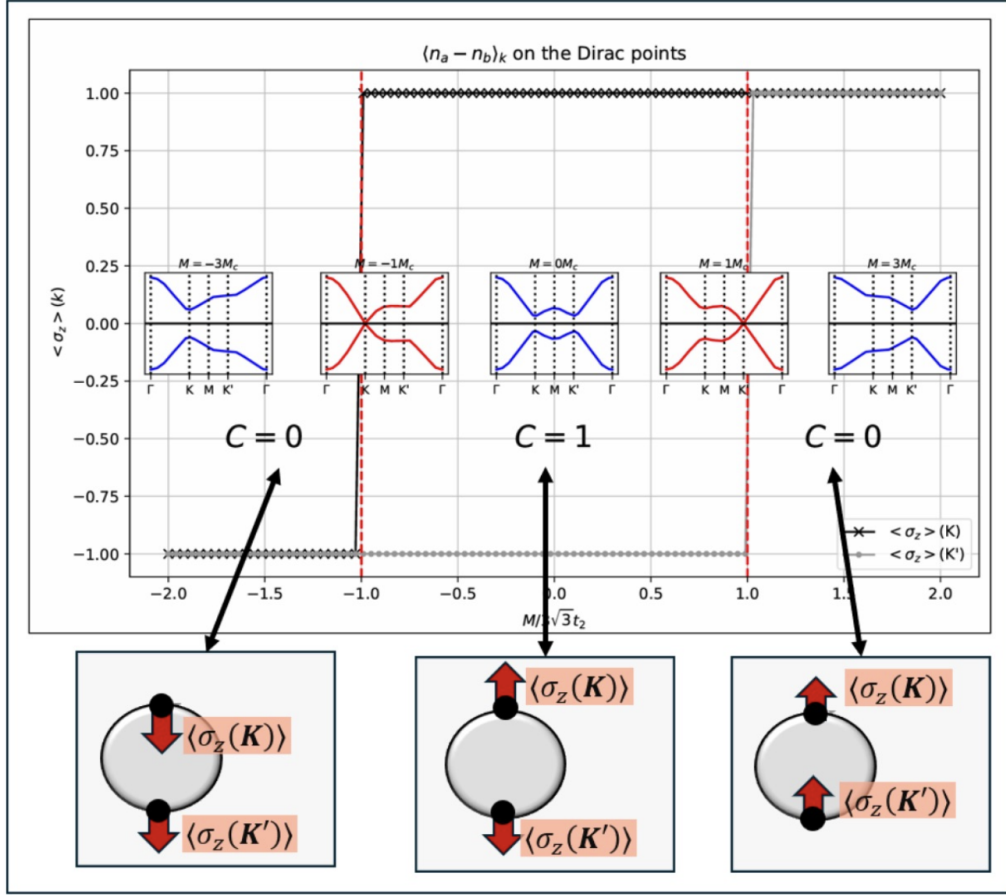 ⟨n_a − n_b⟩_k on the Dirac points
1.00
0.75
0.50
0.25
0.00
−0.25
−0.50
−0.75
−1.00
< σ_z > (k)
M = −3M_c
M = −1M_c
M = 0M_c
M = 1M_c
M = 3M_c
Γ K M K' Γ
Γ K M K' Γ
Γ K M K' Γ
Γ K M K' Γ
Γ K M K' Γ
C = 0
C = 1
C = 0
< σ_z > (K)
< σ_z > (K')
−2.0 −1.5 −1.0 −0.5 0.0 0.5 1.0 1.5 2.0
M/3√3t_2
⟨σ_z(K)⟩
⟨σ_z(K′)⟩
⟨σ_z(K)⟩
⟨σ_z(K′)⟩
⟨σ_z(K)⟩
⟨σ_z(K′)⟩